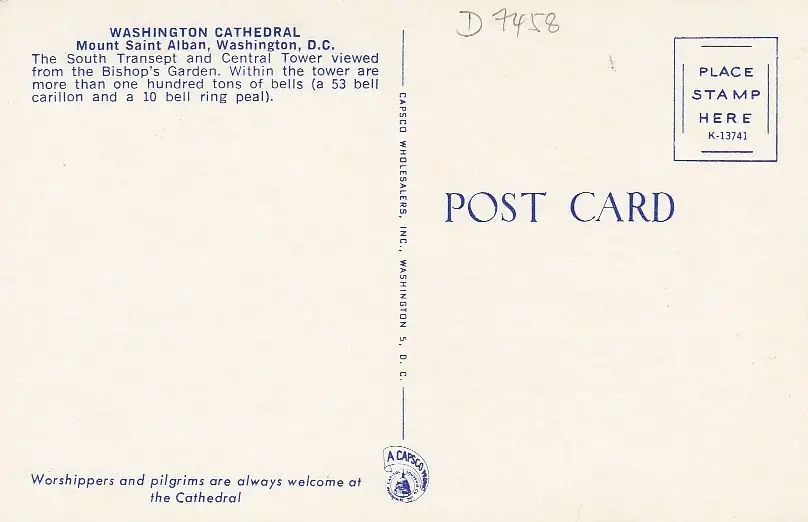 WASHINGTON CATHEDRAL
Mount Saint Alban, Washington, D.C.
The South Transept and Central Tower viewed
from the Bishop's Garden. Within the tower are
more than one hundred tons of bells (a 53 bell
carillon and a 10 bell ring peal).
Worshippers and pilgrims are always welcome at
the Cathedral
CAPSCO WHOLESALERS, INC., WASHINGTON 5, D. C.
A CAPSCO
D 7458
PLACE
STAMP
HERE
K-13741
POST CARD